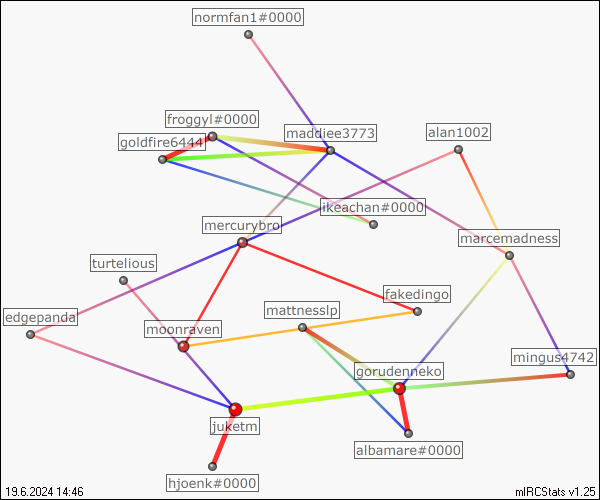 normfan1#0000
froggyl#0000
goldfire6444
maddiee3773
alan1002
ikeachan#0000
mercurybro
marcemadness
turtelious
fakedingo
edgepanda
mattnesslp
moonraven
mingus4742
gorudenneko
juketm
albamare#0000
hjoenk#0000
19.6.2024 14:46
mIRCStats v1.25